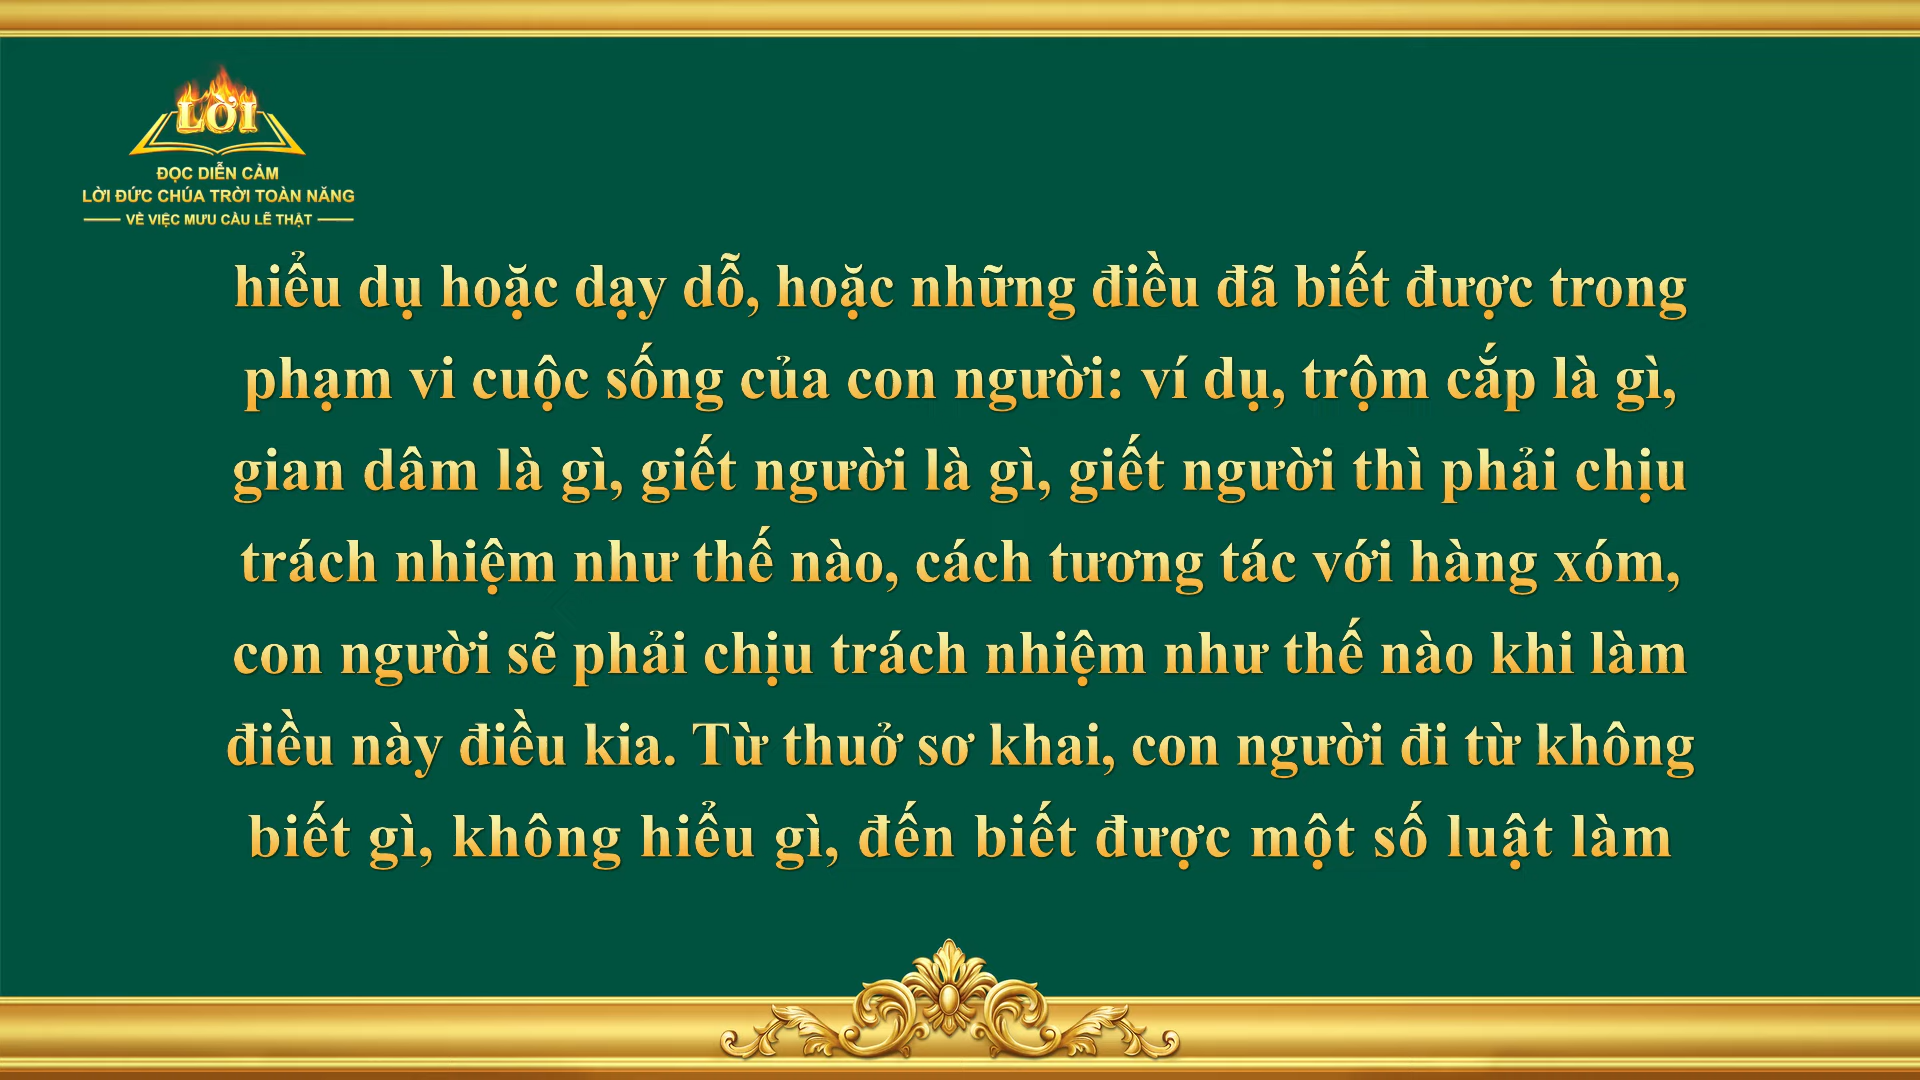 LỜI
ĐỌC DIỄN CẢM
LỜI ĐỨC CHÚA TRỜI TOÀN NĂNG
VỀ VIỆC MƯU CẦU LẼ THẬT
hiểu dụ hoặc dạy dỗ, hoặc những điều đã biết được trong
phạm vi cuộc sống của con người: ví dụ, trộm cắp là gì,
gian dâm là gì, giết người là gì, giết người thì phải chịu
trách nhiệm như thế nào, cách tương tác với hàng xóm,
con người sẽ phải chịu trách nhiệm như thế nào khi làm
điều này điều kia. Từ thuở sơ khai, con người đi từ không
biết gì, không hiểu gì, đến biết được một số luật làm